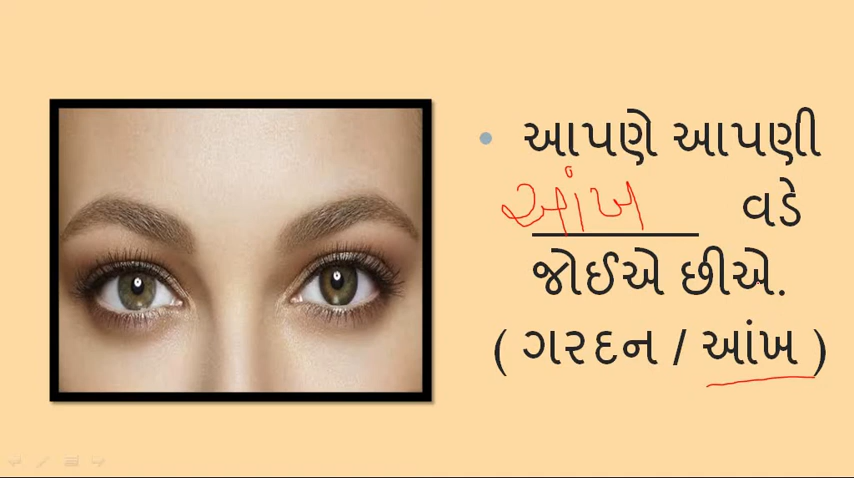 • આપણે આપણી
આંખ વડે
જોઈએ છીએ.
( ગરદન / આંખ )